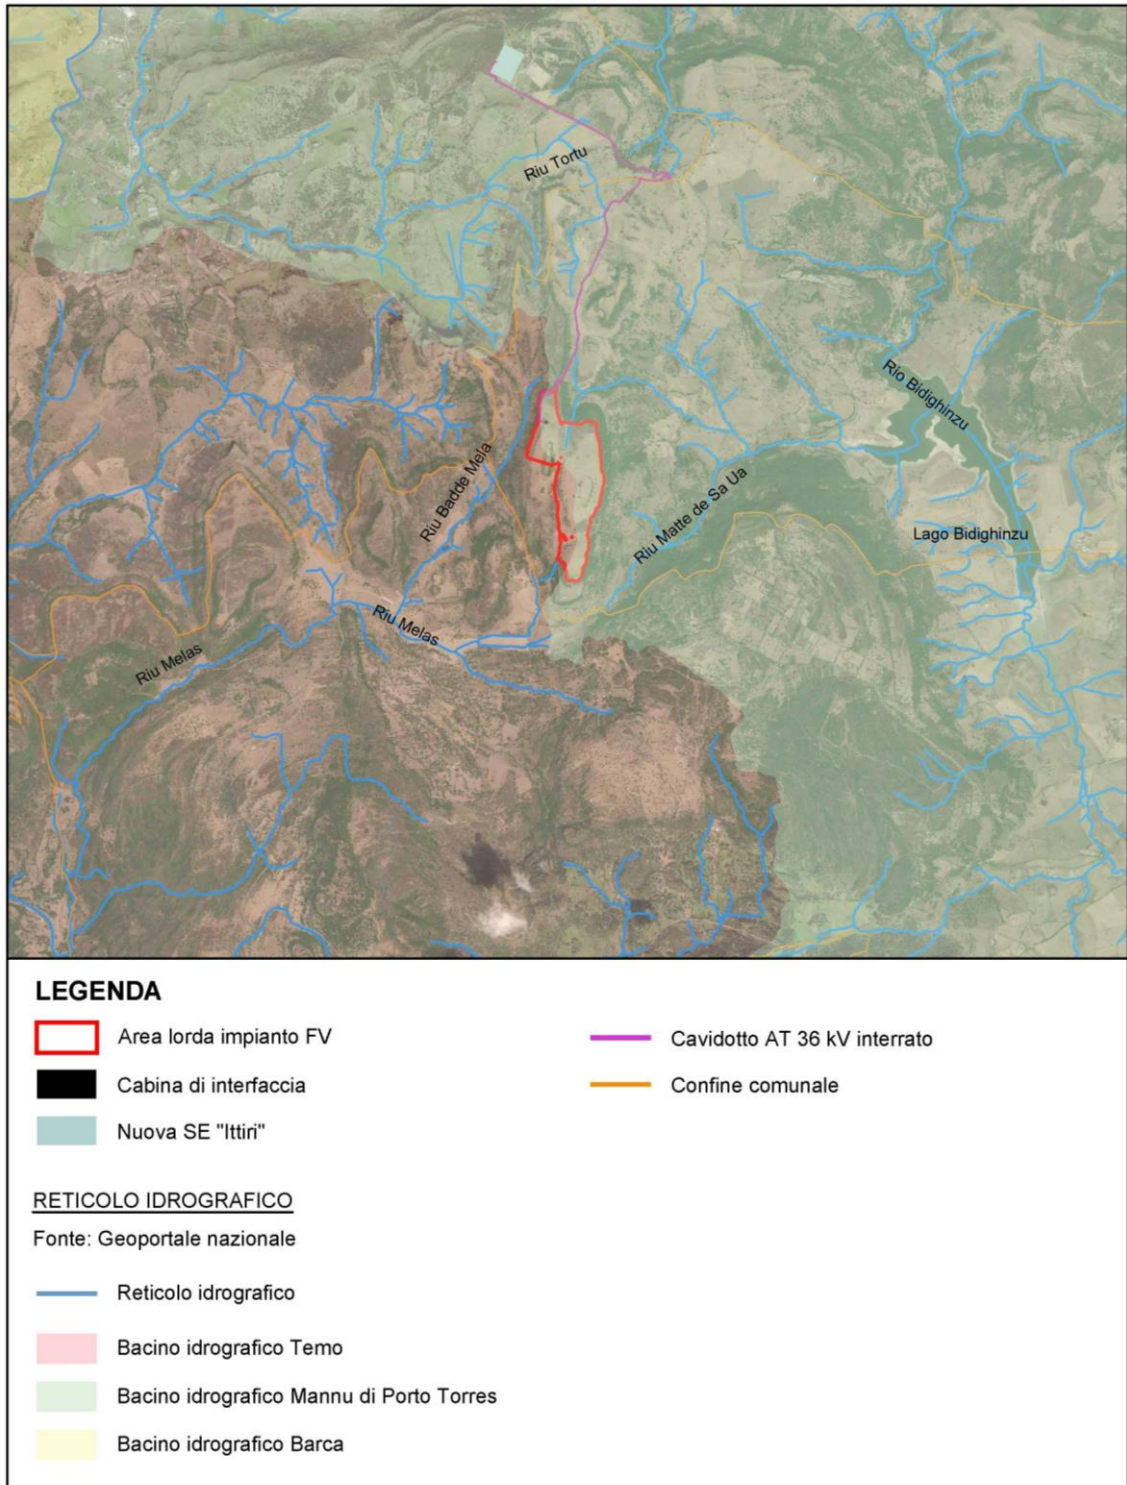 Riu Tortu
Rio Bidighinzu
Riu Badde Mela
Riu Matte de Sa Ua
Lago Bidighinzu
Riu Melas
Riu Melas
LEGENDA
Area lorda impianto FV
Cavidotto AT 36 kV interrato
Cabina di interfaccia
Confine comunale
Nuova SE "Ittiri"
RETICOLO IDROGRAFICO
Fonte: Geoportale nazionale
Reticolo idrografico
Bacino idrografico Temo
Bacino idrografico Mannu di Porto Torres
Bacino idrografico Barca